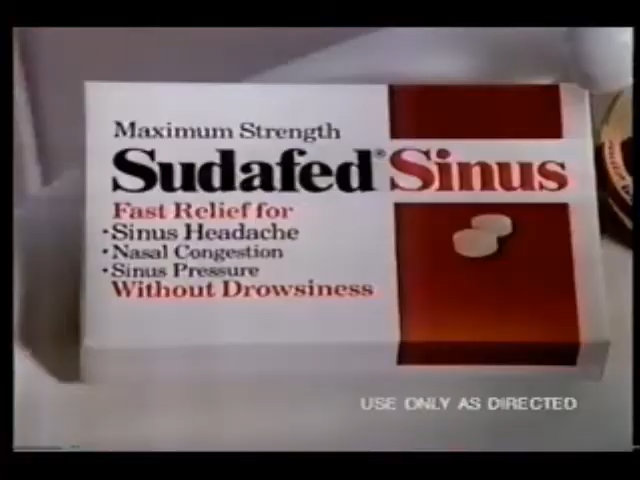 Maximum Strength
Sudafed® Sinus
Fast Relief for
•Sinus Headache
•Nasal Congestion
•Sinus Pressure
Without Drowsiness
USE ONLY AS DIRECTED